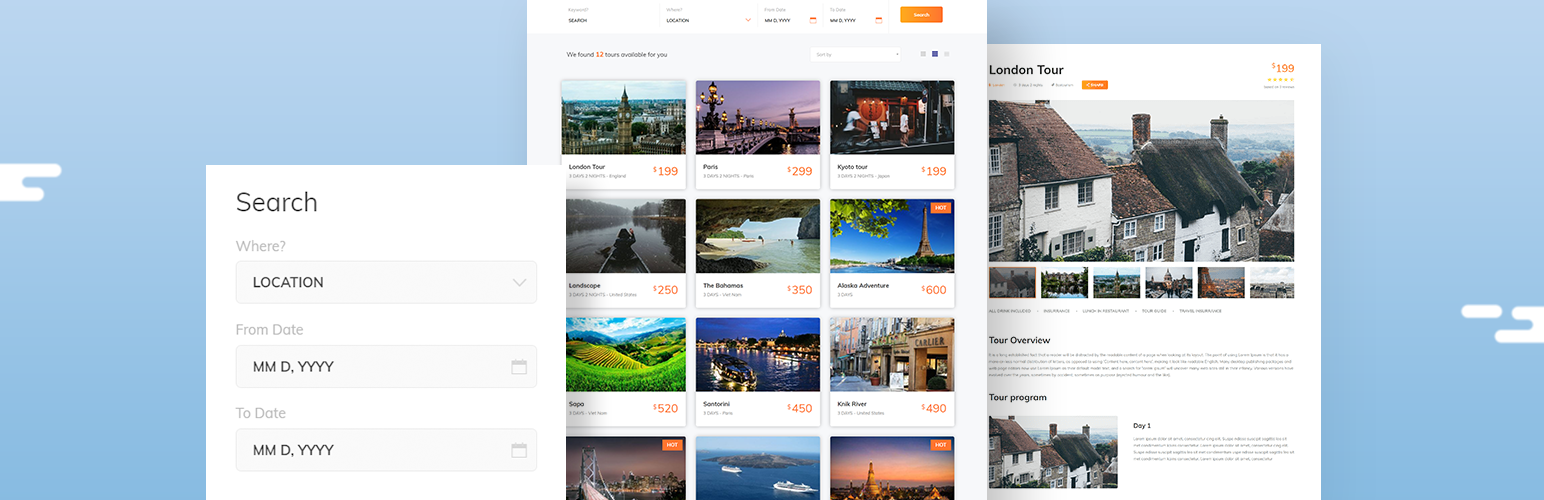 Search
Where?
LOCATION
From Date
MM D, YYYY
To Date
MM D, YYYY
Keyword?
SEARCH
Where?
LOCATION
From Date
MM D, YYYY
To Date
MM D, YYYY
Search
We found 12 tours available for you
Sort by
London Tour
3 DAYS 2 NIGHTS - England
$199
Paris
3 DAYS 2 NIGHTS - Paris
$299
Kyoto tour
3 DAYS 2 NIGHTS - Japan
$199
Landscape
3 DAYS 2 NIGHTS - United States
$250
The Bahamas
3 DAYS - Viet Nam
$350
HOT
Alaska Adventure
3 DAYS
$600
Sapa
3 DAYS - Viet Nam
$520
Santorini
3 DAYS - Paris
$450
CARLIER
Knik River
3 DAYS - United States
$490
HOT
HOT
London Tour
$199
3 days 2 nights
SHARE
ALL DRINK INCLUDED - INSURRANCE - LUNCH IN RESTAURANT - TOUR GUIDE - TRAVEL INSURRANCE
Tour Overview
Tour program
Day 1